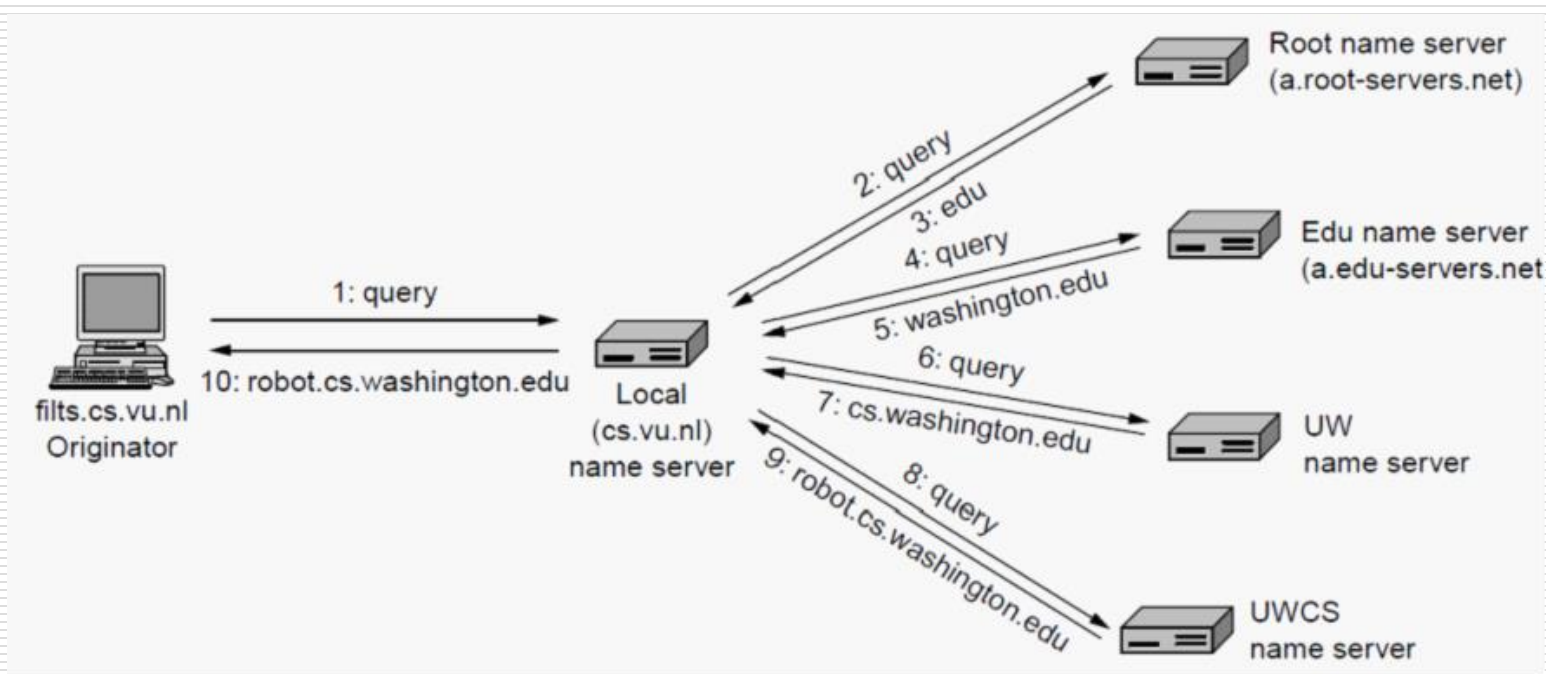 Root name server
(a.root-servers.net)
2: query
3: edu
4: query
Edu name server
(a.edu-servers.net
5: washington.edu
1: query
6: query
10: robot.cs.washington.edu
7: cs.washington.edu
filts.cs.vu.nl
Originator
Local
(cs.vu.nl)
name server
UW
name server
8: query
9: robot.cs.washington.edu
UWCS
name server